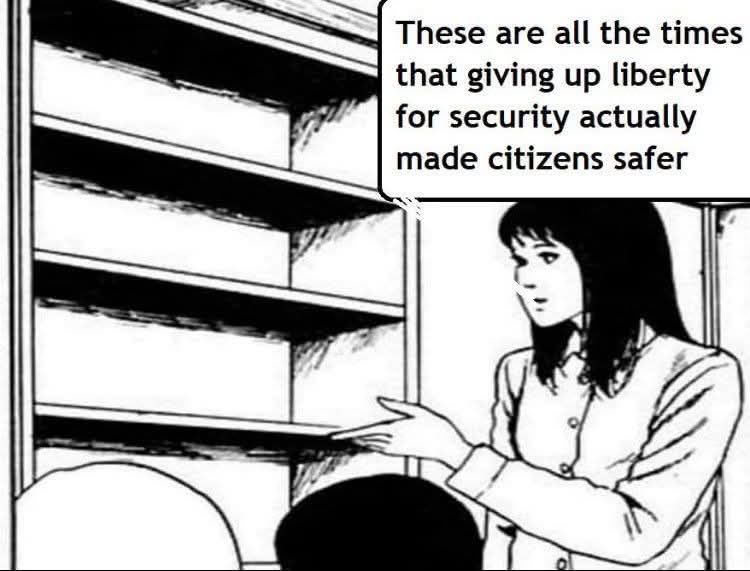 These are all the times
that giving up liberty
for security actually
made citizens safer